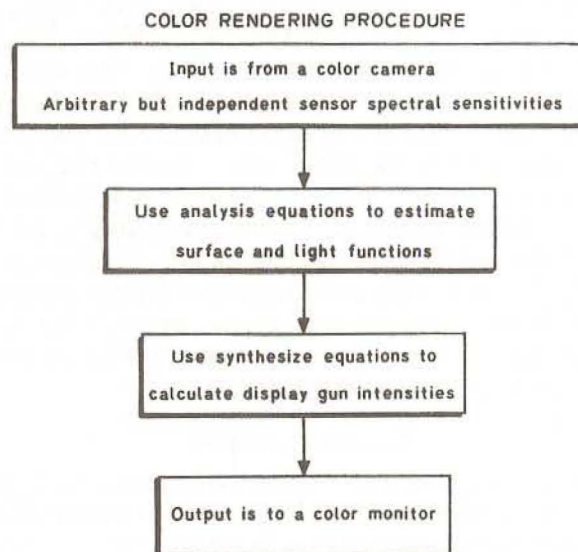 COLOR RENDERING PROCEDURE
Input is from a color camera
Arbitrary but independent sensor spectral sensitivities
Use analysis equations to estimate
surface and light functions
Use synthesize equations to
calculate display gun intensities
Output is to a color monitor